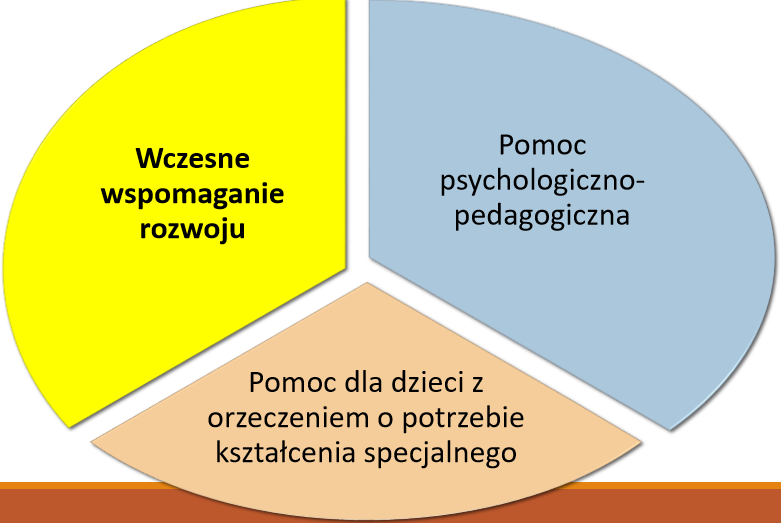 Wczesne
wspomaganie
rozwoju
Pomoc
psychologiczno-
pedagogiczna
Pomoc dla dzieci z
orzeczeniem o potrzebie
kształcenia specjalnego